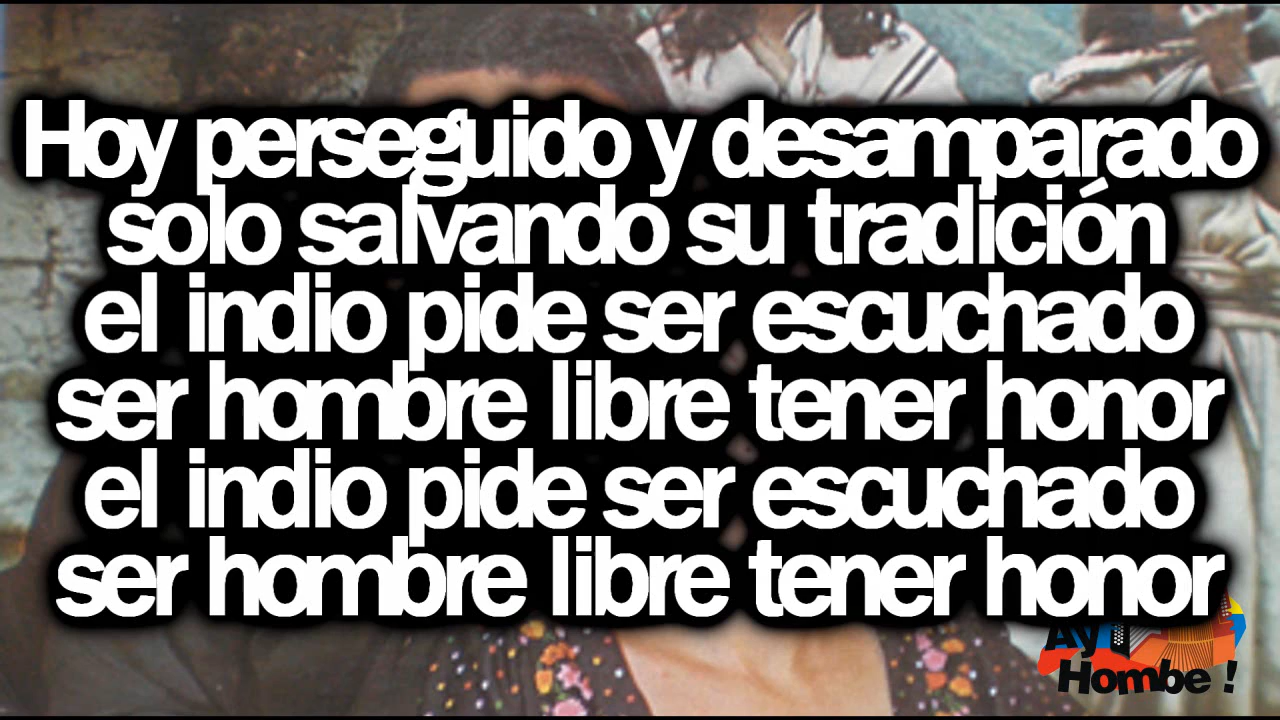 Hoy perseguido y desamparado
solo salvando su tradición
el indio pide ser escuchado
ser hombre libre tener honor
el indio pide ser escuchado
ser hombre libre tener honor
Ay
Hombe !